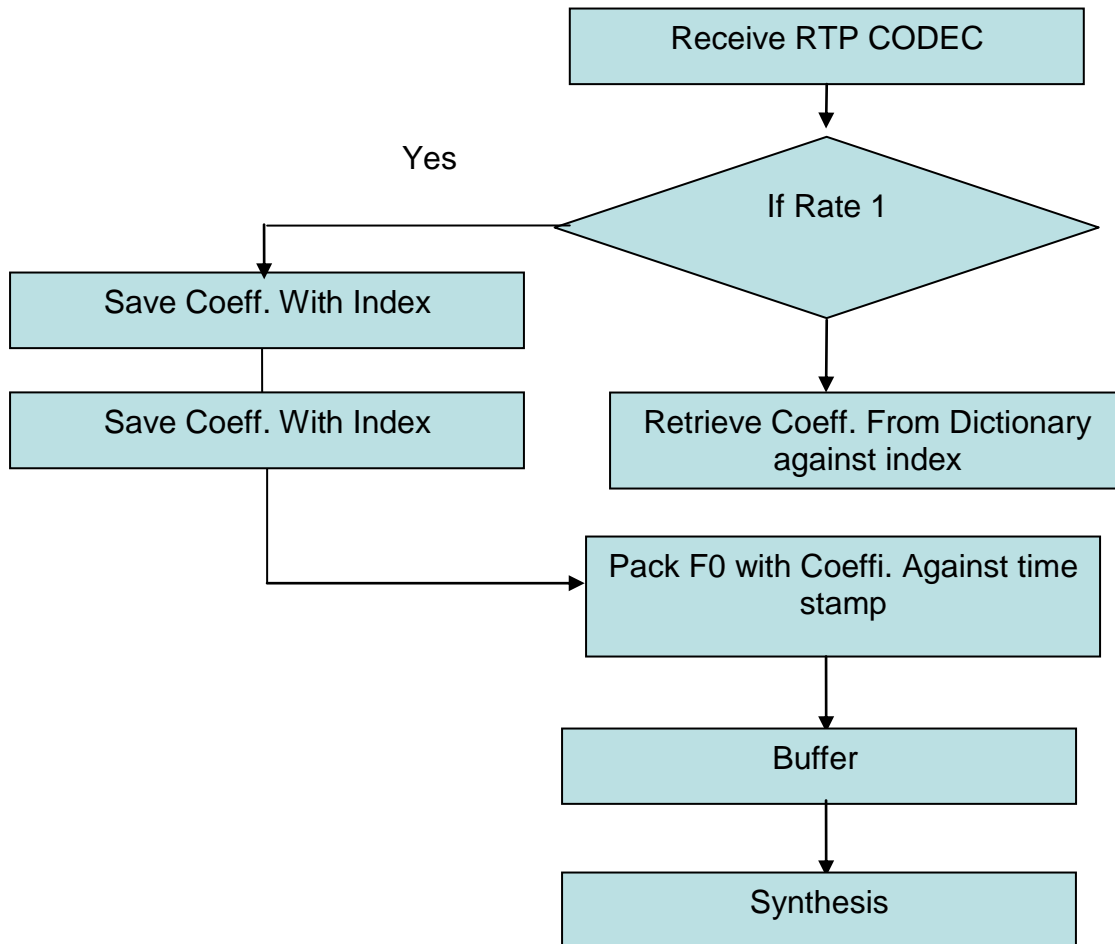 Receive RTP CODEC
Yes
If Rate 1
Save Coeff. With Index
Save Coeff. With Index
Retrieve Coeff. From Dictionary
against index
Pack F0 with Coeffi. Against time
stamp
Buffer
Synthesis